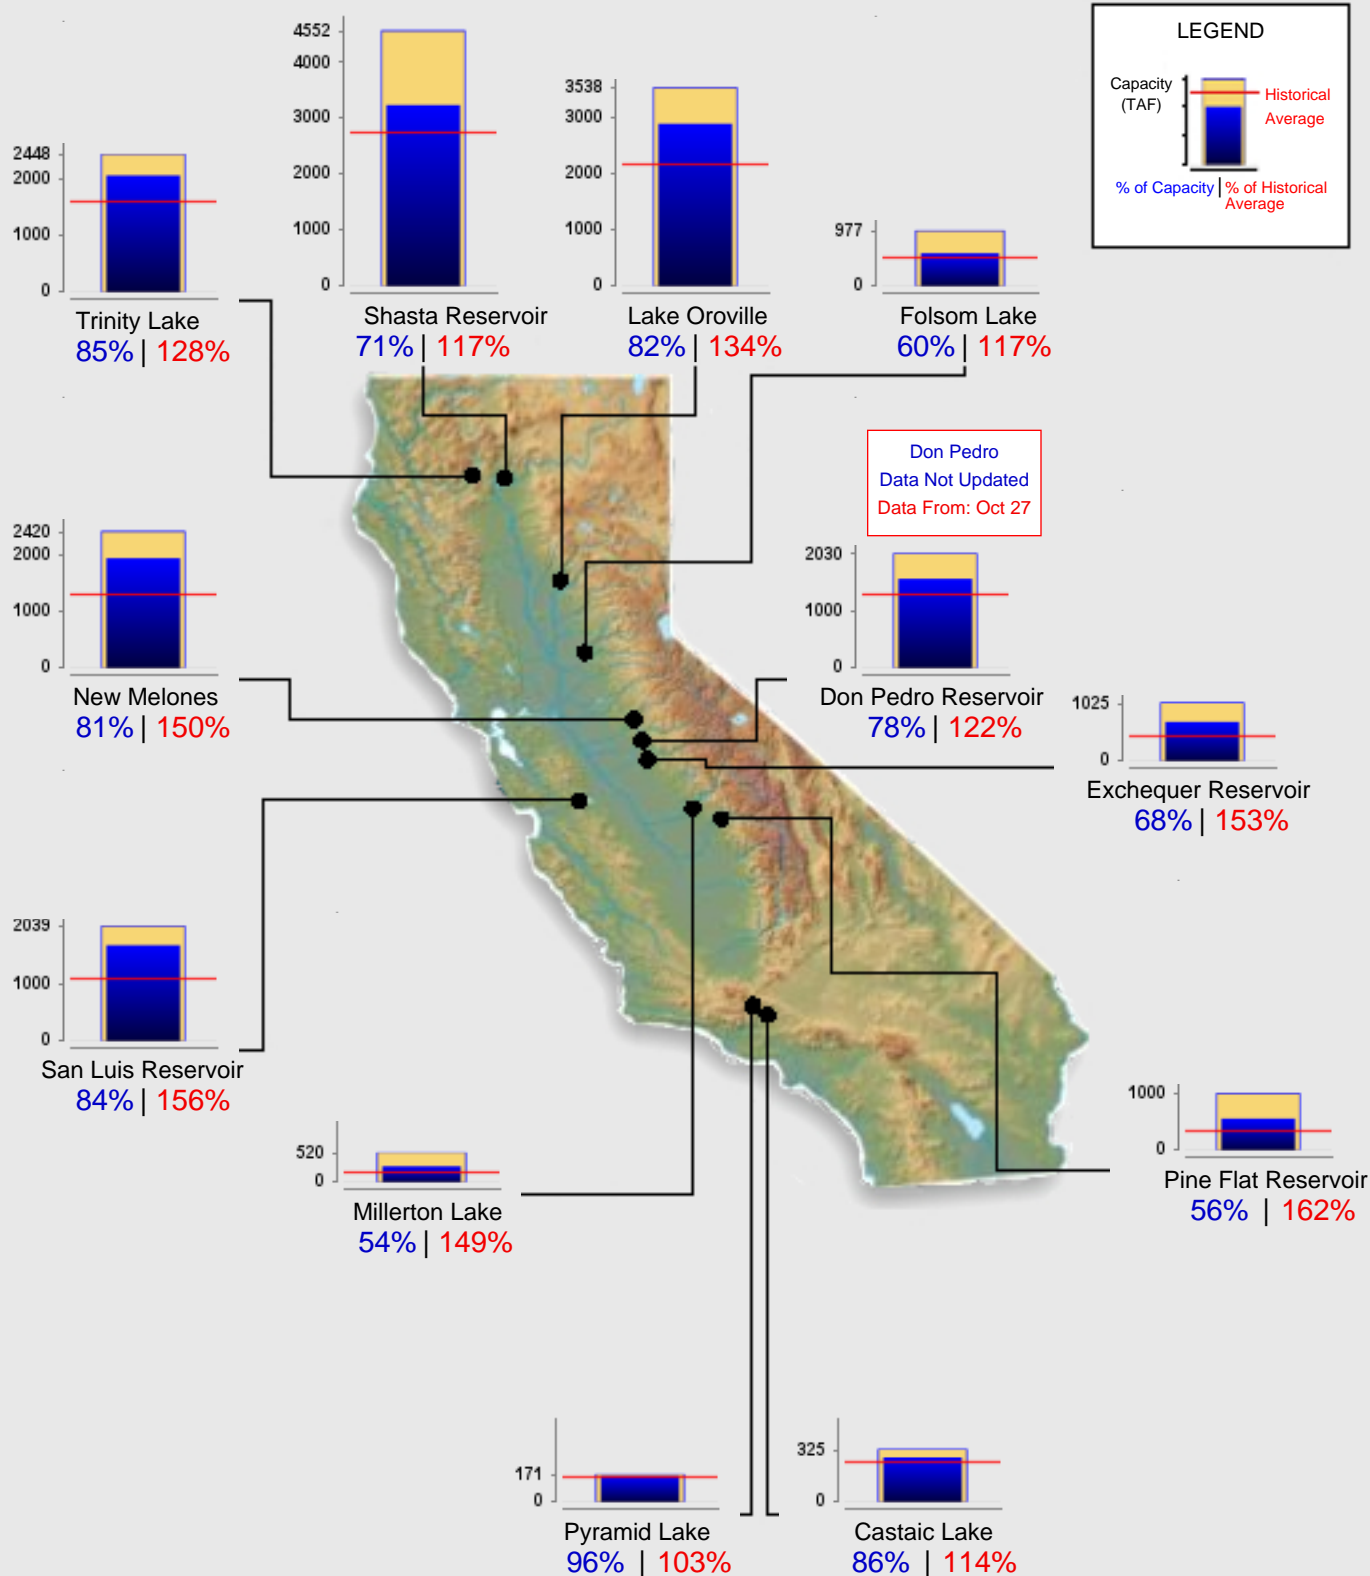 LEGEND
Capacity
(TAF)
Historical
Average
% of Capacity | % of Historical
Average
4552
4000
3000
2000
1000
0
Shasta Reservoir
71% | 117%
3538
3000
2000
1000
0
Lake Oroville
82% | 134%
2448
2000
1000
0
Trinity Lake
85% | 128%
977
0
Folsom Lake
60% | 117%
Don Pedro
Data Not Updated
Data From: Oct 27
2420
2000
1000
0
New Melones
81% | 150%
2030
1000
0
Don Pedro Reservoir
78% | 122%
1025
0
Exchequer Reservoir
68% | 153%
2039
1000
0
San Luis Reservoir
84% | 156%
520
0
Millerton Lake
54% | 149%
1000
0
Pine Flat Reservoir
56% | 162%
171
0
Pyramid Lake
96% | 103%
325
0
Castaic Lake
86% | 114%